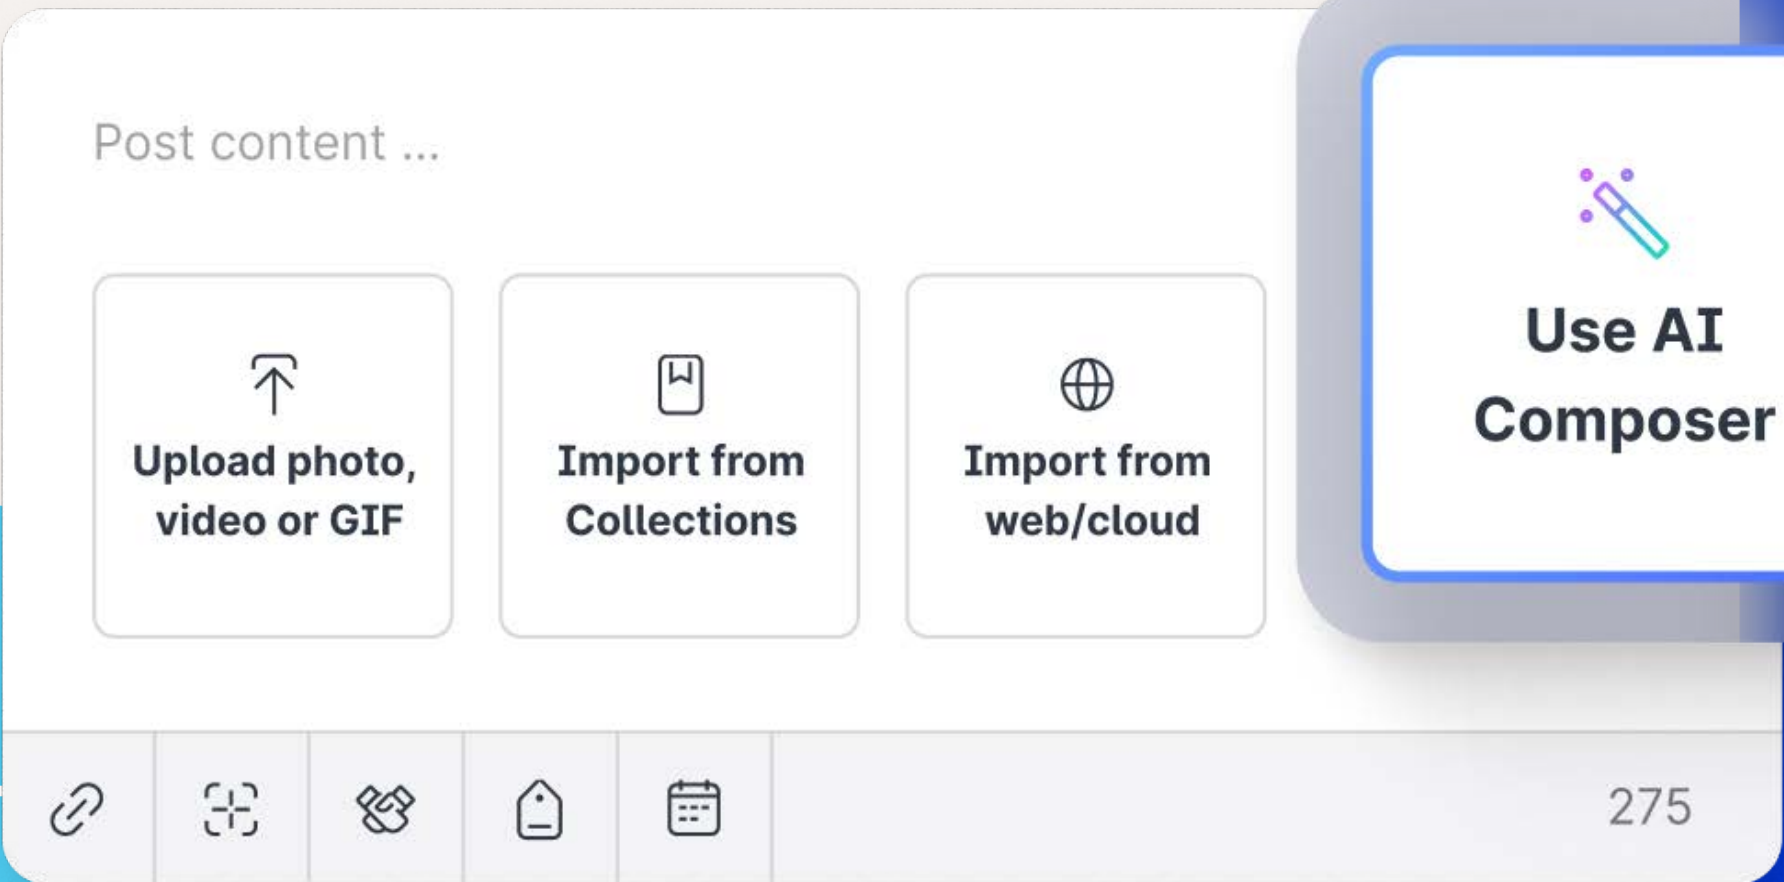 Post content ...
Upload photo,
video or GIF
Import from
Collections
Import from
web/cloud
Use AI
Composer
275